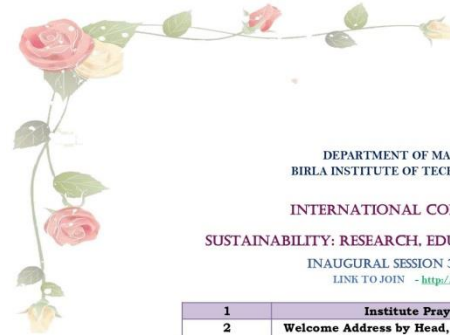 DEPARTMENT OF MA
BIRLA INSTITUTE OF TECH
INTERNATIONAL CO
SUSTAINABILITY: RESEARCH, EDU
INAUGURAL SESSION 3
LINK TO JOIN - http:/
1 Institute Pray
2 Welcome Address by Head,